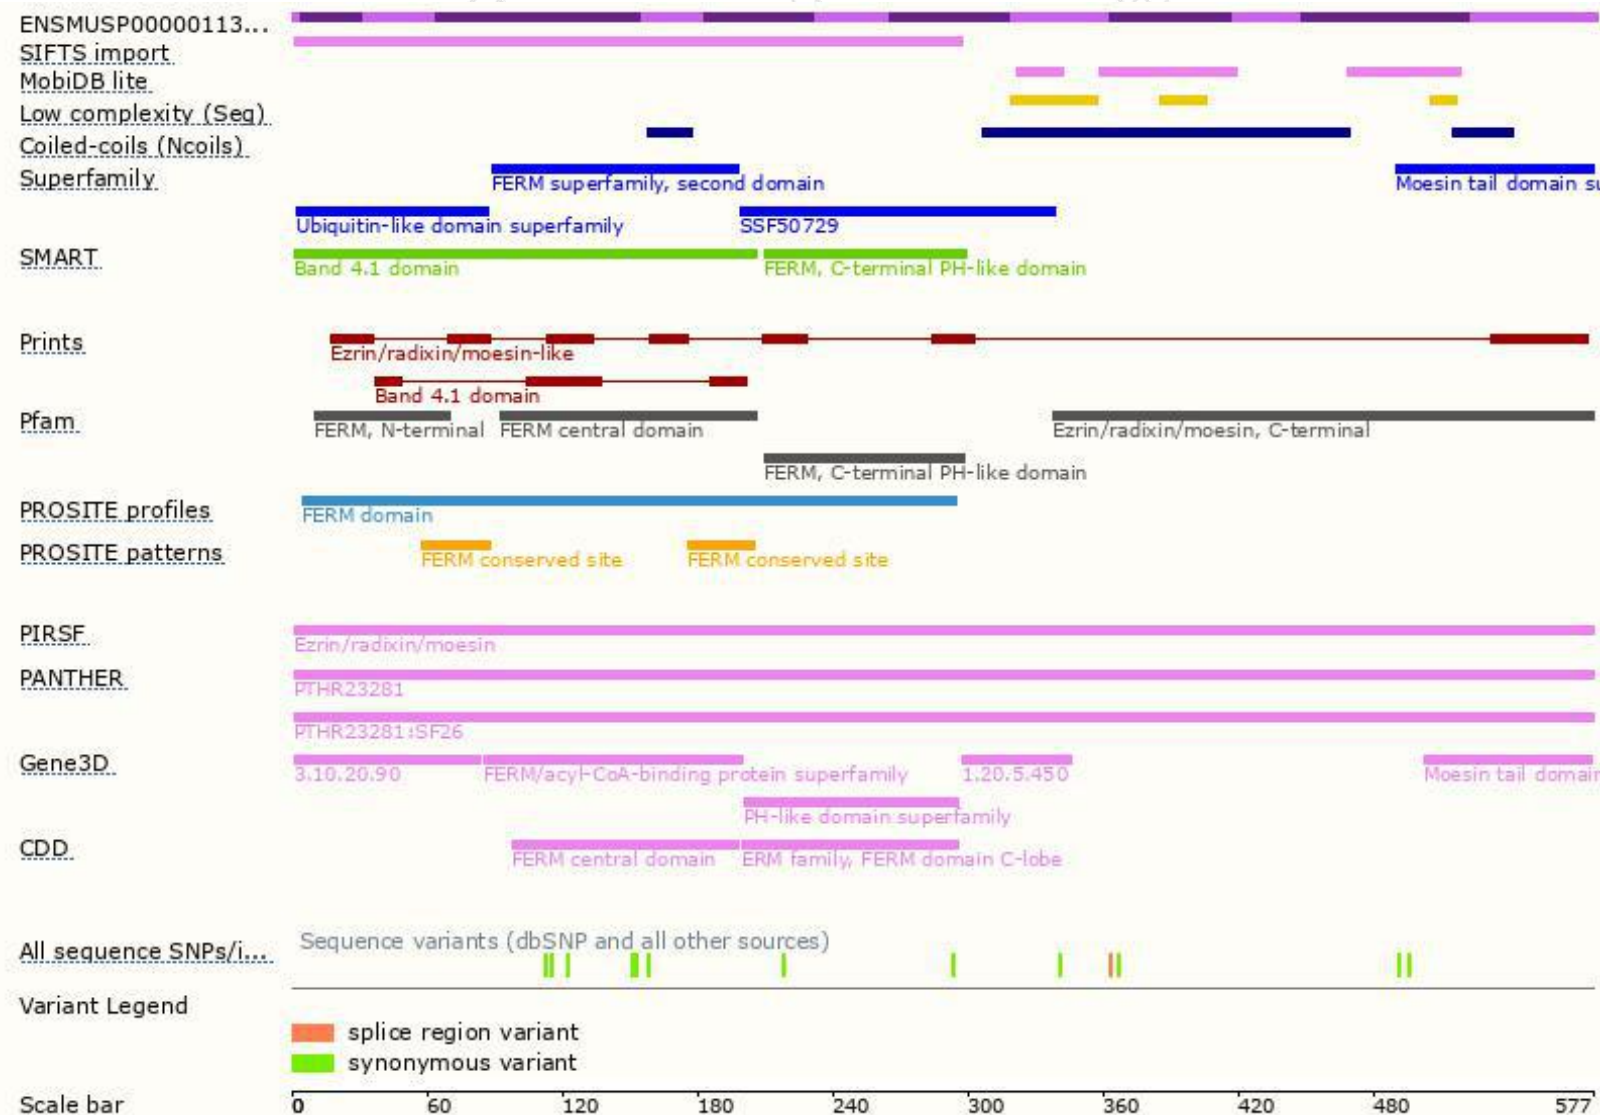 ENSMUSP00000113...
SIFTS import
MobiDB lite
Low complexity (Seg)
Coiled-coils (Ncoils)
Superfamily
FERM superfamily, second domain
Moesin tail domain su
Ubiquitin-like domain superfamily
SSF50729
SMART
Band 4.1 domain
FERM, C-terminal PH-like domain
Prints
Ezrin/radixin/moesin-like
Band 4.1 domain
Pfam
FERM, N-terminal
FERM central domain
Ezrin/radixin/moesin, C-terminal
FERM, C-terminal PH-like domain
PROSITE profiles
FERM domain
PROSITE patterns
FERM conserved site
FERM conserved site
PIRSF
Ezrin/radixin/moesin
PANTHER
PTHR23281
PTHR23281:SF26
Gene3D
3.10.20.90
FERM/acyl-CoA-binding protein superfamily
1.20.5.450
Moesin tail domain
PH-like domain superfamily
CDD
FERM central domain
ERM family, FERM domain C-lobe
All sequence SNPs/i...
Sequence variants (dbSNP and all other sources)
Variant Legend
splice region variant
synonymous variant
Scale bar
0 60 120 180 240 300 360 420 480 577